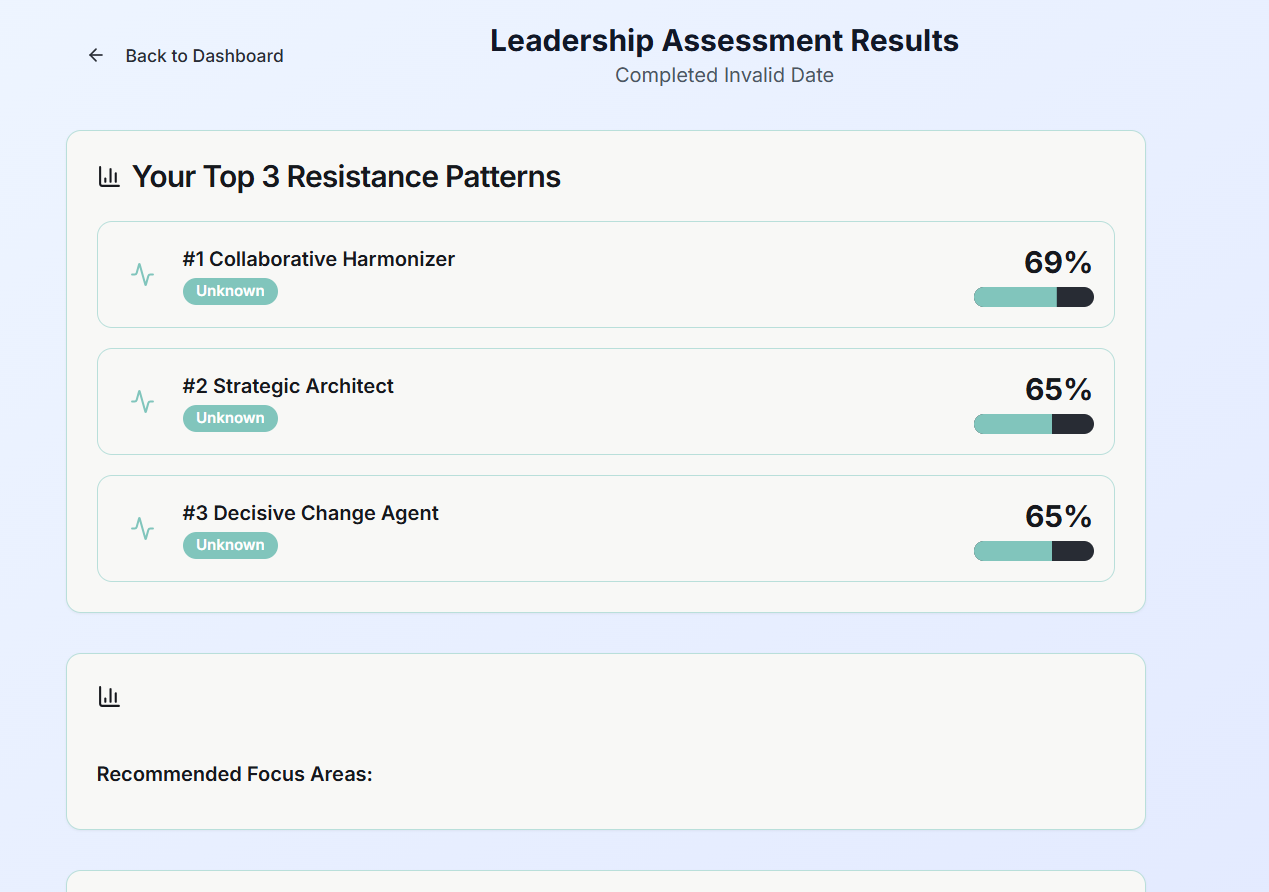 Back to Dashboard
Leadership Assessment Results
Completed Invalid Date
Your Top 3 Resistance Patterns
#1 Collaborative Harmonizer
Unknown
69%
#2 Strategic Architect
Unknown
65%
#3 Decisive Change Agent
Unknown
65%
Recommended Focus Areas: